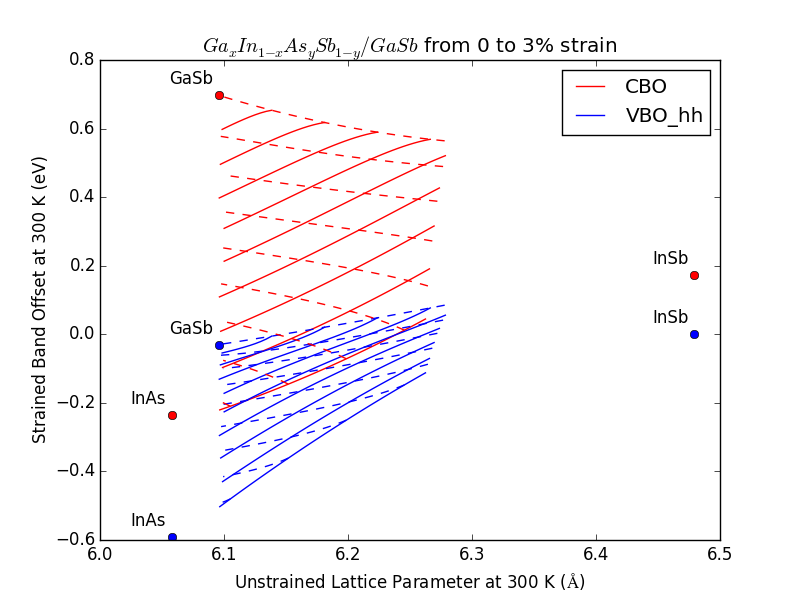 Ga_xIn_{1−x}As_ySb_{1−y}/GaSb from 0 to 3% strain
0.8
0.6
0.4
0.2
0.0
−0.2
−0.4
−0.6
Strained Band Offset at 300 K (eV)
GaSb
GaSb
InAs
InAs
CBO
VBO_hh
InSb
InSb
6.0 6.1 6.2 6.3 6.4 6.5
Unstrained Lattice Parameter at 300 K (Å)